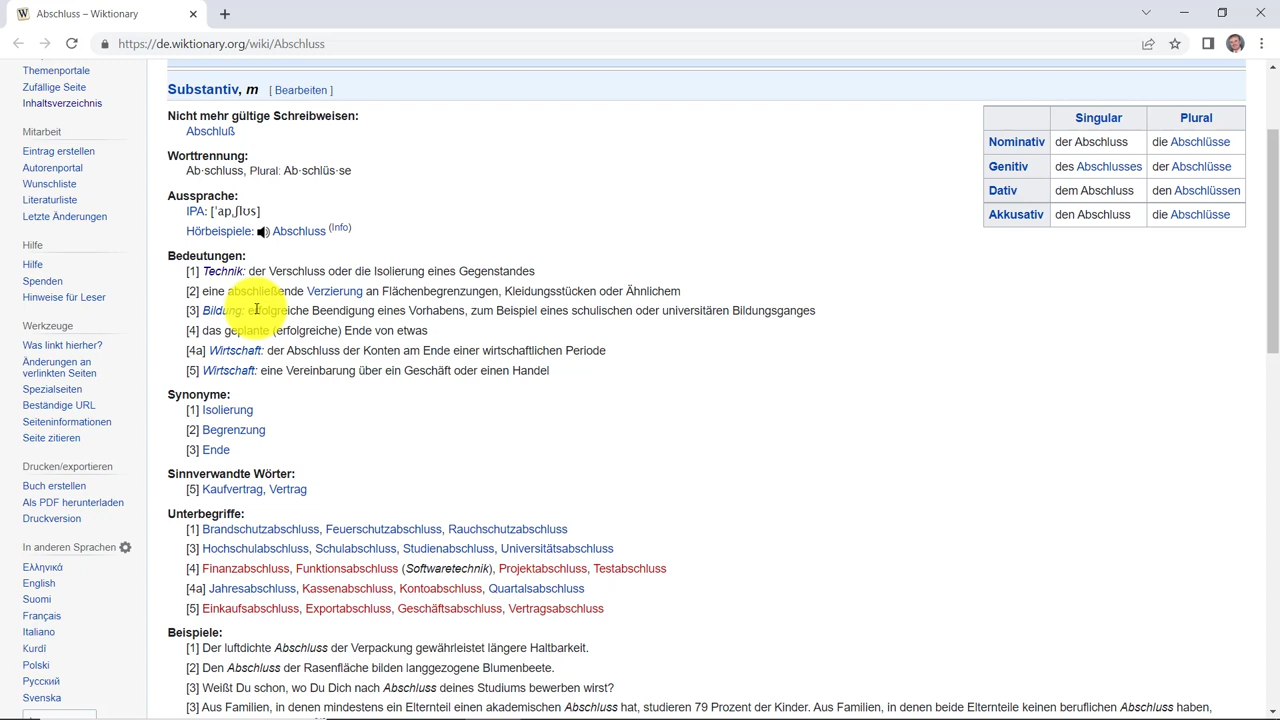 Abschluss – Wiktionary
https://de.wiktionary.org/wiki/Abschluss
Themenportale
Zufällige Seite
Inhaltsverzeichnis
Mitarbeit
Eintrag erstellen
Autorenportal
Wunschliste
Literaturliste
Letzte Änderungen
Hilfe
Hilfe
Spenden
Hinweise für Leser
Werkzeuge
Was linkt hierher?
Änderungen an
verlinkten Seiten
Spezialseiten
Beständige URL
Seiteninformationen
Seite zitieren
Drucken/exportieren
Buch erstellen
Als PDF herunterladen
Druckversion
In anderen Sprachen
Ελληνικά
English
Suomi
Français
Italiano
Kurdî
Polski
Русский
Svenska
Substantiv, m [ Bearbeiten ]
Nicht mehr gültige Schreibweisen:
Abschluß
Worttrennung:
Ab·schluss, Plural: Ab·schlüs·se
Aussprache:
IPA: [ˈapˌʃlʊs]
Hörbeispiele: Abschluss (Info)
Bedeutungen:
[1] Technik: der Verschluss oder die Isolierung eines Gegenstandes
[2] eine abschließende Verzierung an Flächenbegrenzungen, Kleidungsstücken oder Ähnlichem
[3] Bildung: erfolgreiche Beendigung eines Vorhabens, zum Beispiel eines schulischen oder universitären Bildungsganges
[4] das geplante (erfolgreiche) Ende von etwas
[4a] Wirtschaft: der Abschluss der Konten am Ende einer wirtschaftlichen Periode
[5] Wirtschaft: eine Vereinbarung über ein Geschäft oder einen Handel
Synonyme:
[1] Isolierung
[2] Begrenzung
[3] Ende
Sinnverwandte Wörter:
[5] Kaufvertrag, Vertrag
Unterbegriffe:
[1] Brandschutzabschluss, Feuerschutzabschluss, Rauchschutzabschluss
[3] Hochschulabschluss, Schulabschluss, Studienabschluss, Universitätsabschluss
[4] Finanzabschluss, Funktionsabschluss (Softwaretechnik), Projektabschluss, Testabschluss
[4a] Jahresabschluss, Kassenabschluss, Kontoabschluss, Quartalsabschluss
[5] Einkaufsabschluss, Exportabschluss, Geschäftsabschluss, Vertragsabschluss
Beispiele:
[1] Der luftdichte Abschluss der Verpackung gewährleistet längere Haltbarkeit.
[2] Den Abschluss der Rasenfläche bilden langgezogene Blumenbeete.
[3] Weißt Du schon, wo Du Dich nach Abschluss deines Studiums bewerben wirst?
[3] Aus Familien, in denen mindestens ein Elternteil einen akademischen Abschluss hat, studieren 79 Prozent der Kinder. Aus Familien, in denen beide Elternteile keinen beruflichen Abschluss haben,
Singular Plural
Nominativ der Abschluss die Abschlüsse
Genitiv des Abschlusses der Abschlüsse
Dativ dem Abschluss den Abschlüssen
Akkusativ den Abschluss die Abschlüsse